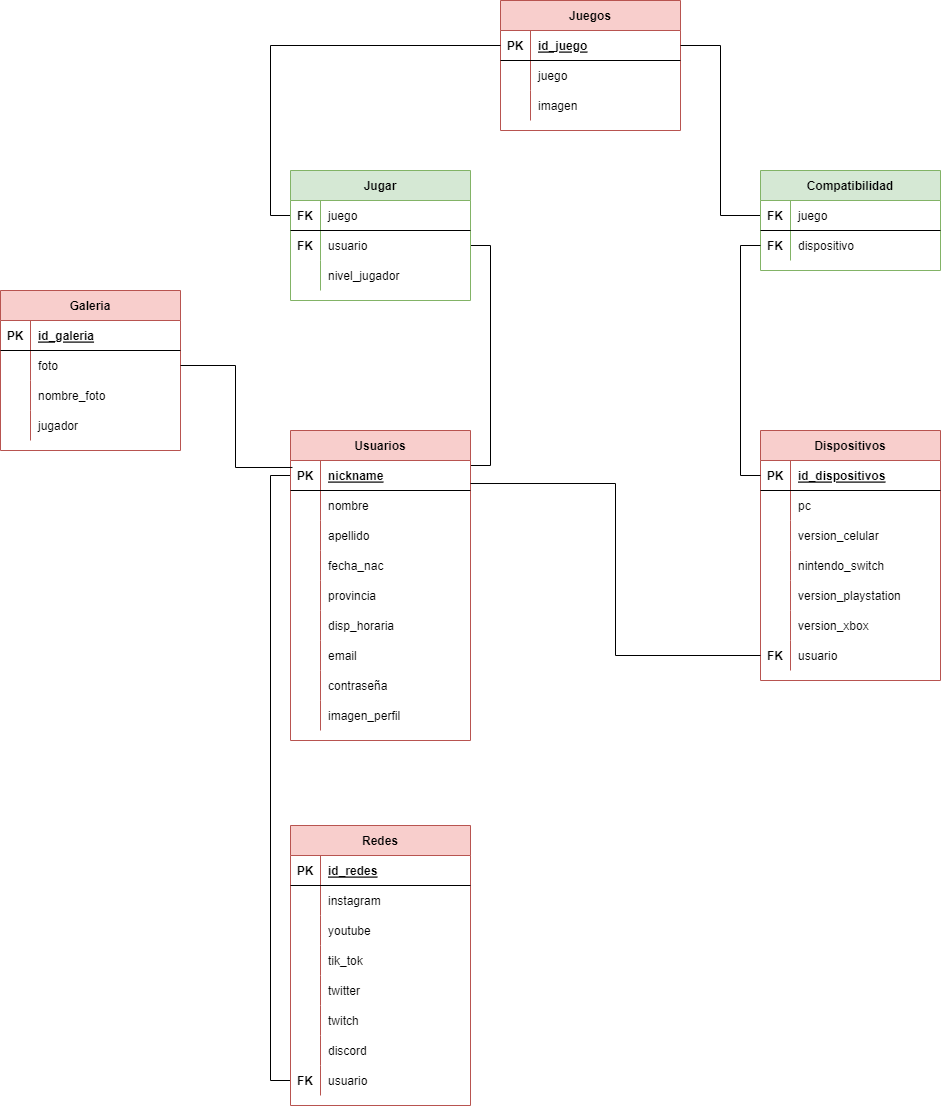 Juegos
PK id_juego
juego
imagen
Jugar
FK juego
FK usuario
nivel_jugador
Compatibilidad
FK juego
FK dispositivo
Galeria
PK id_galeria
foto
nombre_foto
jugador
Usuarios
PK nickname
nombre
apellido
fecha_nac
provincia
disp_horaria
email
contraseña
imagen_perfil
Dispositivos
PK id_dispositivos
pc
version_celular
nintendo_switch
version_playstation
version_xbox
FK usuario
Redes
PK id_redes
instagram
youtube
tik_tok
twitter
twitch
discord
FK usuario